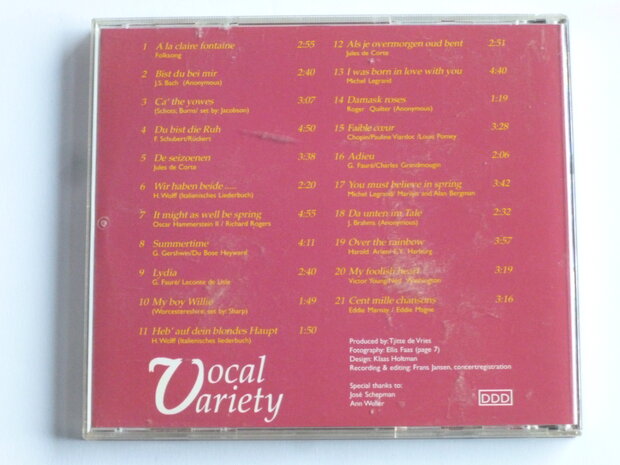 1 A la claire fontaine 2:55
Folksong
2 Bist du bei mir 2:40
J.S. Bach (Anonymous)
3 Ca' the yowes 3:07
(Schots; Burns/ set by: Jacobson)
4 Du bist die Ruh 4:50
F. Schubert/Rückert
5 De seizoenen 3:38
Jules de Corte
6 Wir haben beide ..... 2:20
H.Wolff (Italienisches Liederbuch)
7 It might as well be spring 4:55
Oscar Hammerstein II / Richard Rogers
8 Summertime 4:11
G. Gershwin/Du Bose Heyward
9 Lydia 2:40
G. Fauré/ Leconte de Lisle
10 My boy Willie 1:49
(Worcestereshire; set by: Sharp)
11 Heb' auf dein blondes Haupt 1:50
H.Wolff (Italienisches liederbuch)
12 Als je overmorgen oud bent 2:51
Jules de Corte
13 I was born in love with you 4:40
Michel Legrand
14 Damask roses 1:19
Roger Quilter (Anonymous)
15 Faible cœur 3:28
Chopin/Pauline Viardot /Louis Pomey
16 Adieu 2:06
G. Fauré/Charles Grandmougin
17 You must believe in spring 3:42
Michel Legrand/ Marilyn and Alan Bergman
18 Da unten im Tale 2:32
J. Brahms (Anonymous)
19 Over the rainbow 3:57
Harold Arlen/E.Y. Harburg
20 My foolish heart 3:19
Victor Young/Ned Washington
21 Cent mille chansons 3:16
Eddie Marnay / Eddie Magne
Vocal
Variety
Produced by: Tjitte de Vries
Fotography: Ellis Faas (page 7)
Design: Klaas Holtman
Recording & editing: Frans Jansen, concertregistration
Special thanks to:
José Schepman
Ann Weller
DDD